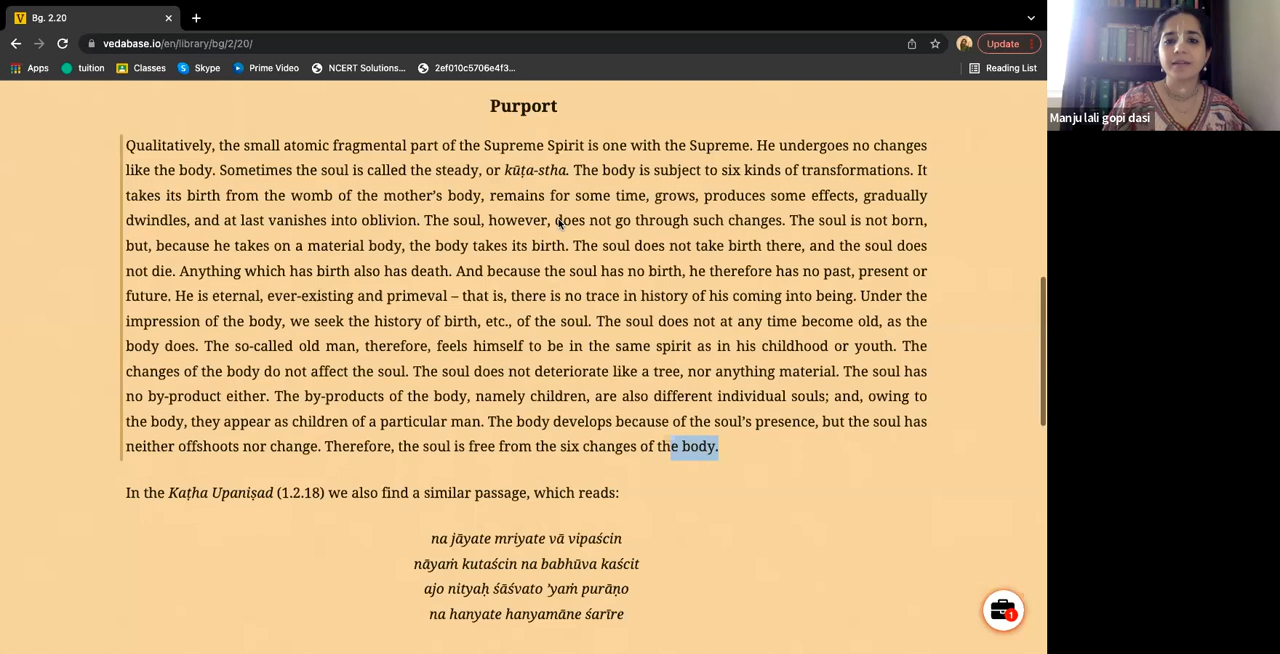 V Bg. 2.20
vedabase.io/en/library/bg/2/20/
Update
Apps tuition Classes Skype Prime Video NCERT Solutions... 2ef010c5706e4f3... Reading List
Manju lali gopi dasi
Purport
Qualitatively, the small atomic fragmental part of the Supreme Spirit is one with the Supreme. He undergoes no changes
like the body. Sometimes the soul is called the steady, or kūṭa-stha. The body is subject to six kinds of transformations. It
takes its birth from the womb of the mother’s body, remains for some time, grows, produces some effects, gradually
dwindles, and at last vanishes into oblivion. The soul, however, does not go through such changes. The soul is not born,
but, because he takes on a material body, the body takes its birth. The soul does not take birth there, and the soul does
not die. Anything which has birth also has death. And because the soul has no birth, he therefore has no past, present or
future. He is eternal, ever-existing and primeval – that is, there is no trace in history of his coming into being. Under the
impression of the body, we seek the history of birth, etc., of the soul. The soul does not at any time become old, as the
body does. The so-called old man, therefore, feels himself to be in the same spirit as in his childhood or youth. The
changes of the body do not affect the soul. The soul does not deteriorate like a tree, nor anything material. The soul has
no by-product either. The by-products of the body, namely children, are also different individual souls; and, owing to
the body, they appear as children of a particular man. The body develops because of the soul’s presence, but the soul has
neither offshoots nor change. Therefore, the soul is free from the six changes of the body.
In the Kaṭha Upaniṣad (1.2.18) we also find a similar passage, which reads:
na jāyate mriyate vā vipaścin
nāyaṁ kutaścin na babhūva kaścit
ajo nityaḥ śāśvato ’yaṁ purāṇo
na hanyate hanyamāne śarīre
1